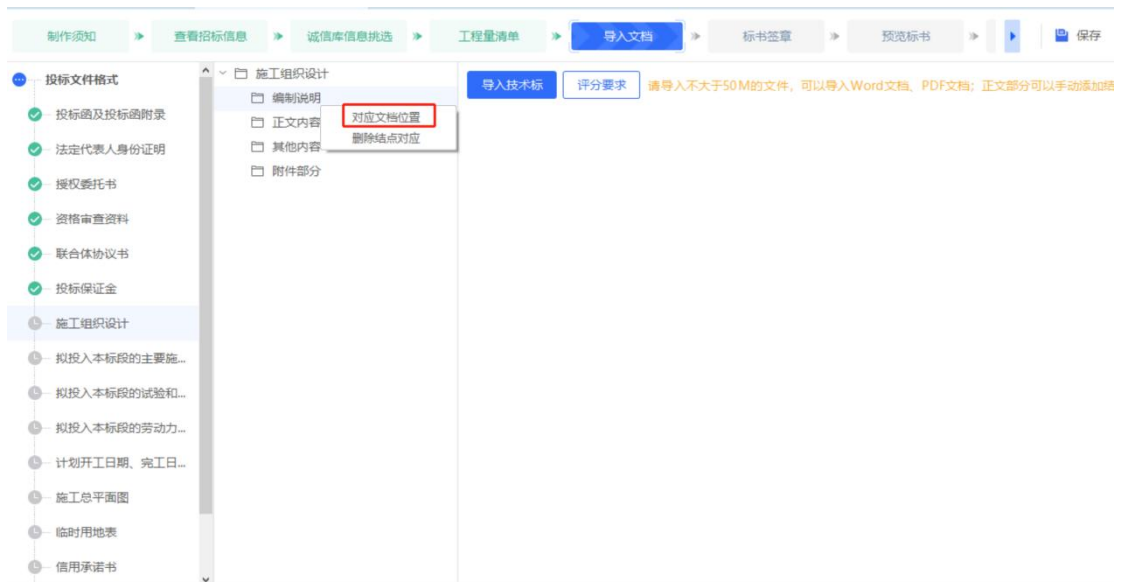 制作须知
查看招标信息
诚信库信息挑选
工程量清单
导入文档
标书签章
预览标书
保存
投标文件格式
投标函及投标函附录
法定代表人身份证明
授权委托书
资格审查资料
联合体协议书
投标保证金
施工组织设计
拟投入本标段的主要施...
拟投入本标段的试验和...
拟投入本标段的劳动力...
计划开工日期、完工日...
施工总平面图
临时用地表
信用承诺书
施工组织设计
编制说明
正文内容
其他内容
附件部分
对应文档位置
删除结点对应
导入技术标
评分要求
请导入不大于50M的文件，可以导入Word文档、PDF文档；正文部分可以手动添加结